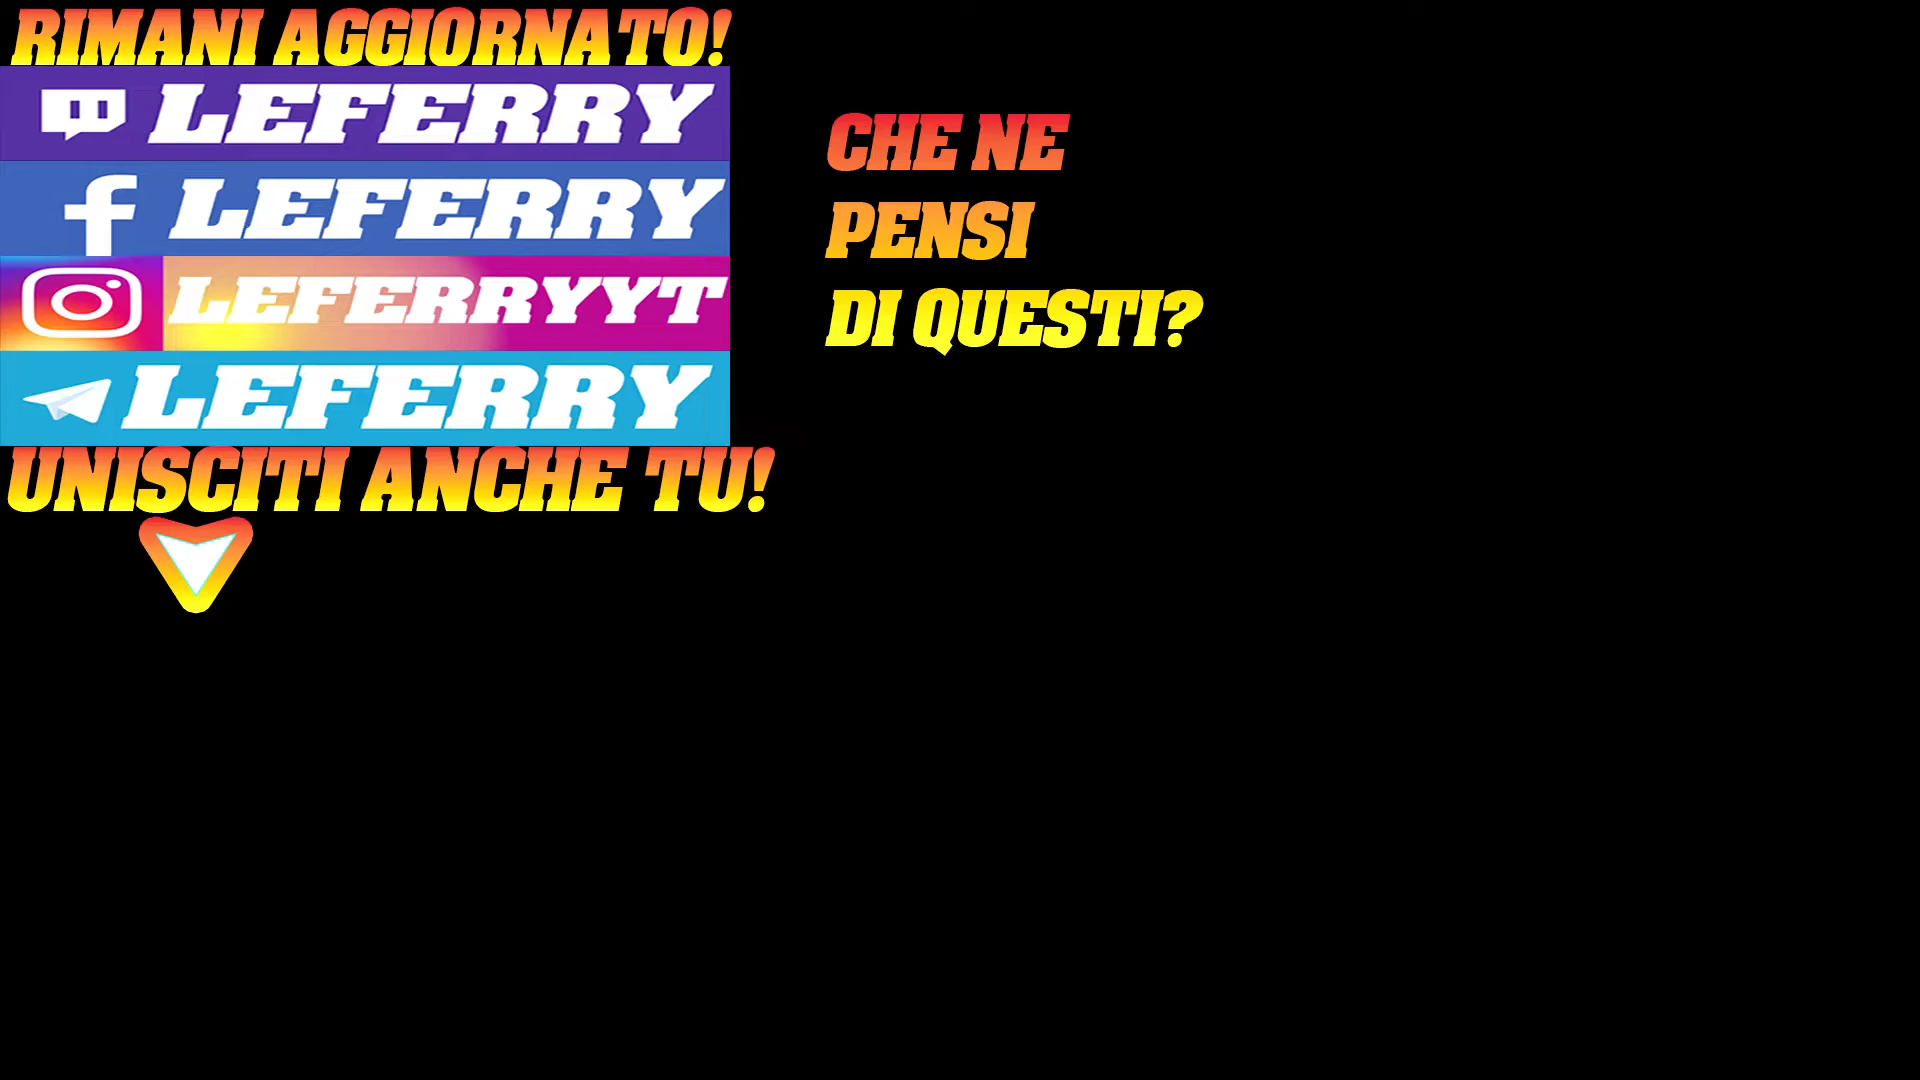 RIMANI AGGIORNATO!
LEFERRY
LEFERRY
LEFERRYYT
LEFERRY
UNISCITI ANCHE TU!
CHE NE
PENSI
DI QUESTI?